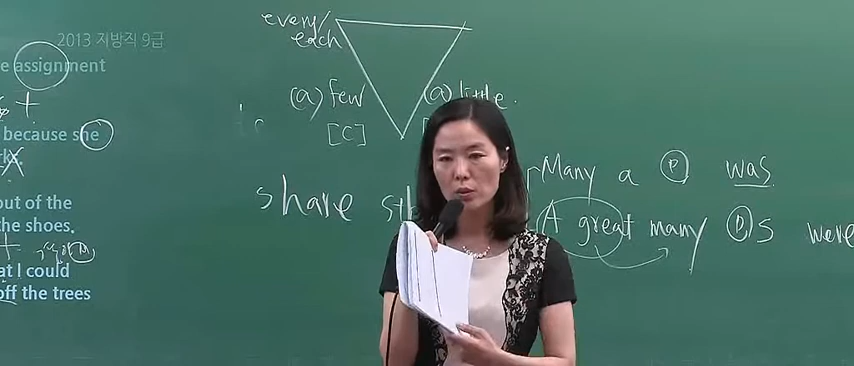 2013 지방직 9급
e assignment
because she
out of the
the shoes.
at I could
off the trees
every/
each
(a) few
(a) little.
[C]
share
Many a Ⓟ was
A great many Ⓟs were